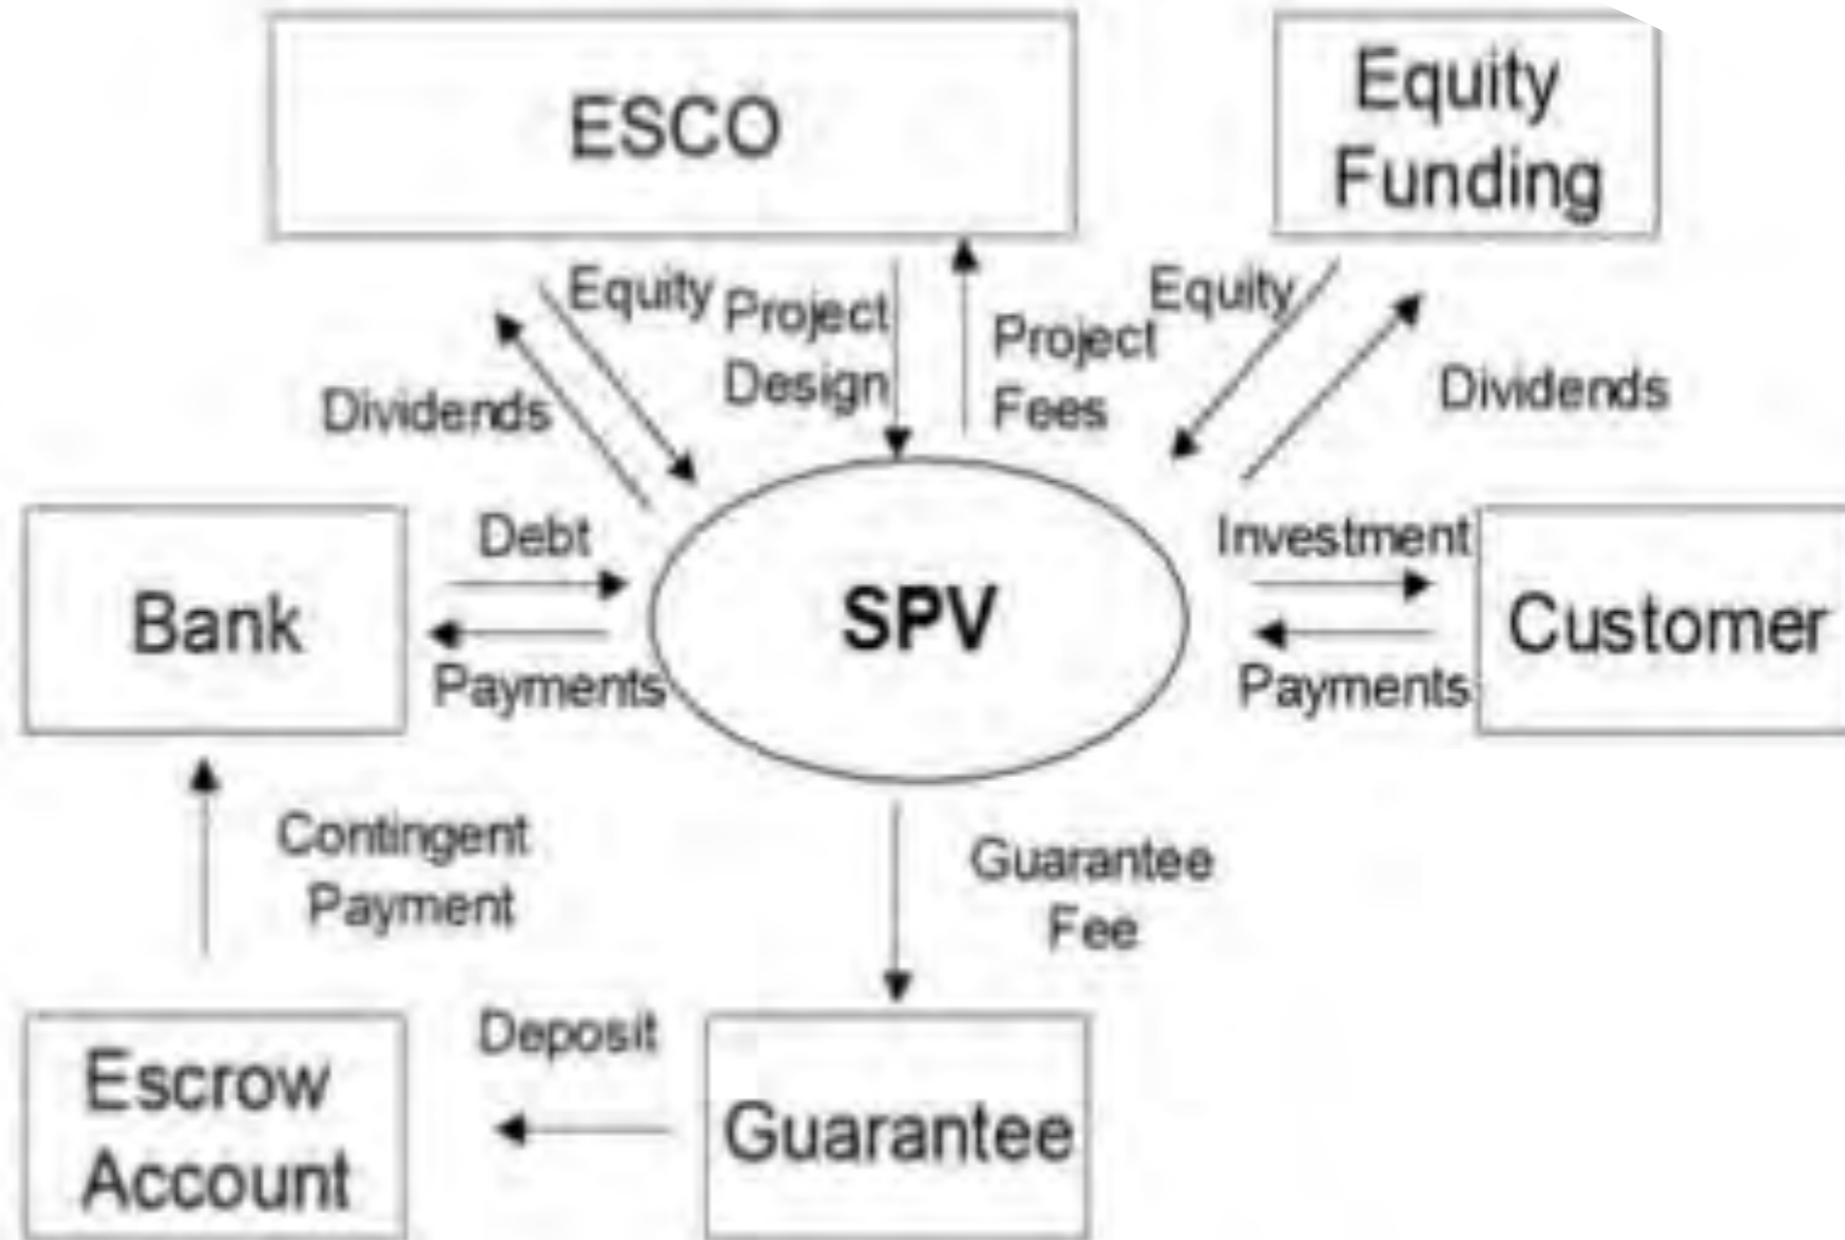 ESCO
Equity
Funding
Equity
Project
Design
Project
Fees
Equity
Dividends
Dividends
Debt
Investment
Bank
SPV
Customer
Payments
Payments
Contingent
Payment
Guarantee
Fee
Deposit
Escrow
Account
Guarantee